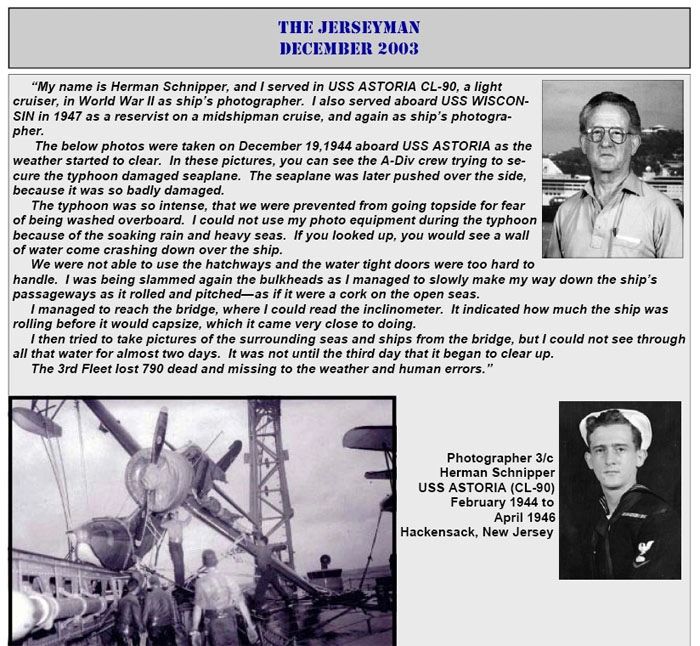 THE JERSEYMAN
DECEMBER 2003
“My name is Herman Schnipper, and I served in USS ASTORIA CL-90, a light
cruiser, in World War II as ship’s photographer.  I also served aboard USS WISCON-
SIN in 1947 as a reservist on a midshipman cruise, and again as ship’s photogra-
pher.
The below photos were taken on December 19,1944 aboard USS ASTORIA as the
weather started to clear.  In these pictures, you can see the A-Div crew trying to se-
cure the typhoon damaged seaplane.  The seaplane was later pushed over the side,
because it was so badly damaged.
The typhoon was so intense, that we were prevented from going topside for fear
of being washed overboard.  I could not use my photo equipment during the typhoon
because of the soaking rain and heavy seas.  If you looked up, you would see a wall
of water come crashing down over the ship.
We were not able to use the hatchways and the water tight doors were too hard to
handle.  I was being slammed again the bulkheads as I managed to slowly make my way down the ship’s
passageways as it rolled and pitched—as if it were a cork on the open seas.
I managed to reach the bridge, where I could read the inclinometer.  It indicated how much the ship was
rolling before it would capsize, which it came very close to doing.
I then tried to take pictures of the surrounding seas and ships from the bridge, but I could not see through
all that water for almost two days.  It was not until the third day that it began to clear up.
The 3rd Fleet lost 790 dead and missing to the weather and human errors.”
Photographer 3/c
Herman Schnipper
USS ASTORIA (CL-90)
February 1944 to
April 1946
Hackensack, New Jersey